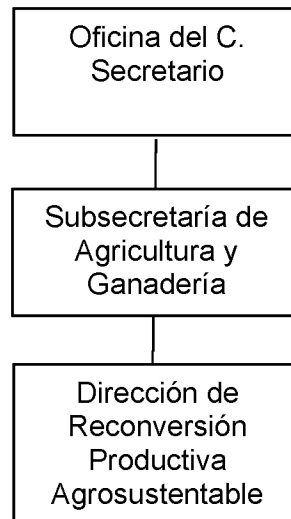 Oficina del C.
Secretario
Subsecretaría de
Agricultura y
Ganadería
Dirección de
Reconversión
Productiva
Agrosustentable